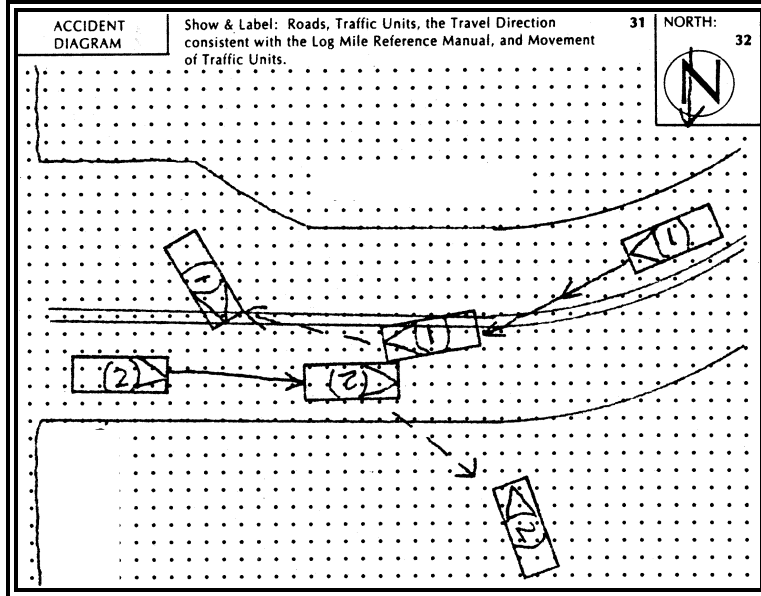 ACCIDENT
DIAGRAM
Show & Label: Roads, Traffic Units, the Travel Direction
consistent with the Log Mile Reference Manual, and Movement
of Traffic Units.
31
NORTH:
32
N
(1)
(1)
(1)
(2)
(2)
(2)